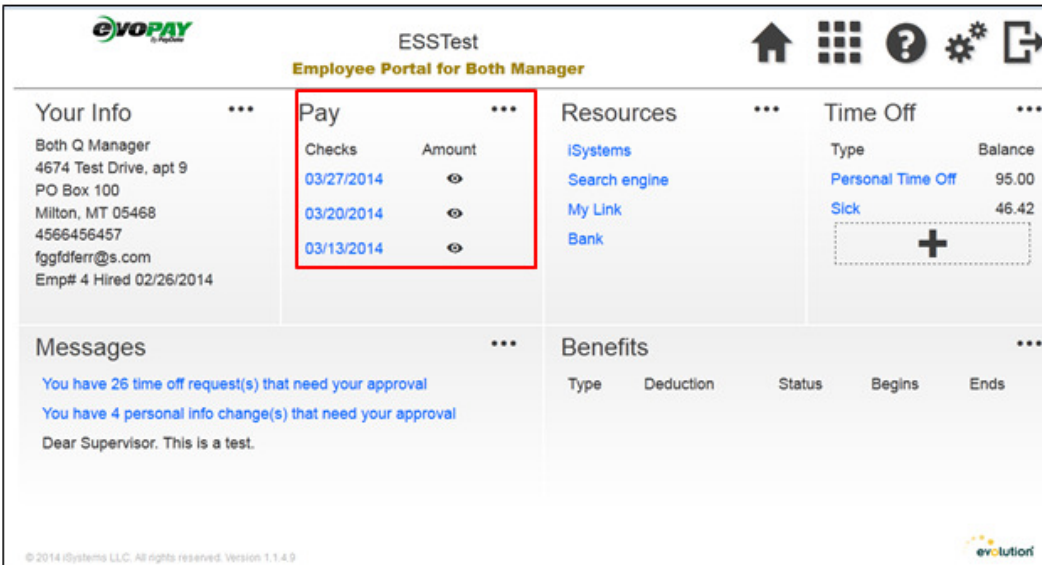 evoPAY
by PayData
ESSTest
Employee Portal for Both Manager
Your Info
Both Q Manager
4674 Test Drive, apt 9
PO Box 100
Milton, MT 05468
4566456457
fggfdferr@s.com
Emp# 4 Hired 02/26/2014
Pay
Checks Amount
03/27/2014
03/20/2014
03/13/2014
Resources
iSystems
Search engine
My Link
Bank
Time Off
Type Balance
Personal Time Off 95.00
Sick 46.42
Messages
You have 26 time off request(s) that need your approval
You have 4 personal info change(s) that need your approval
Dear Supervisor. This is a test.
Benefits
Type Deduction Status Begins Ends
© 2014 iSystems LLC. All rights reserved. Version 1.1.4.9
evolution